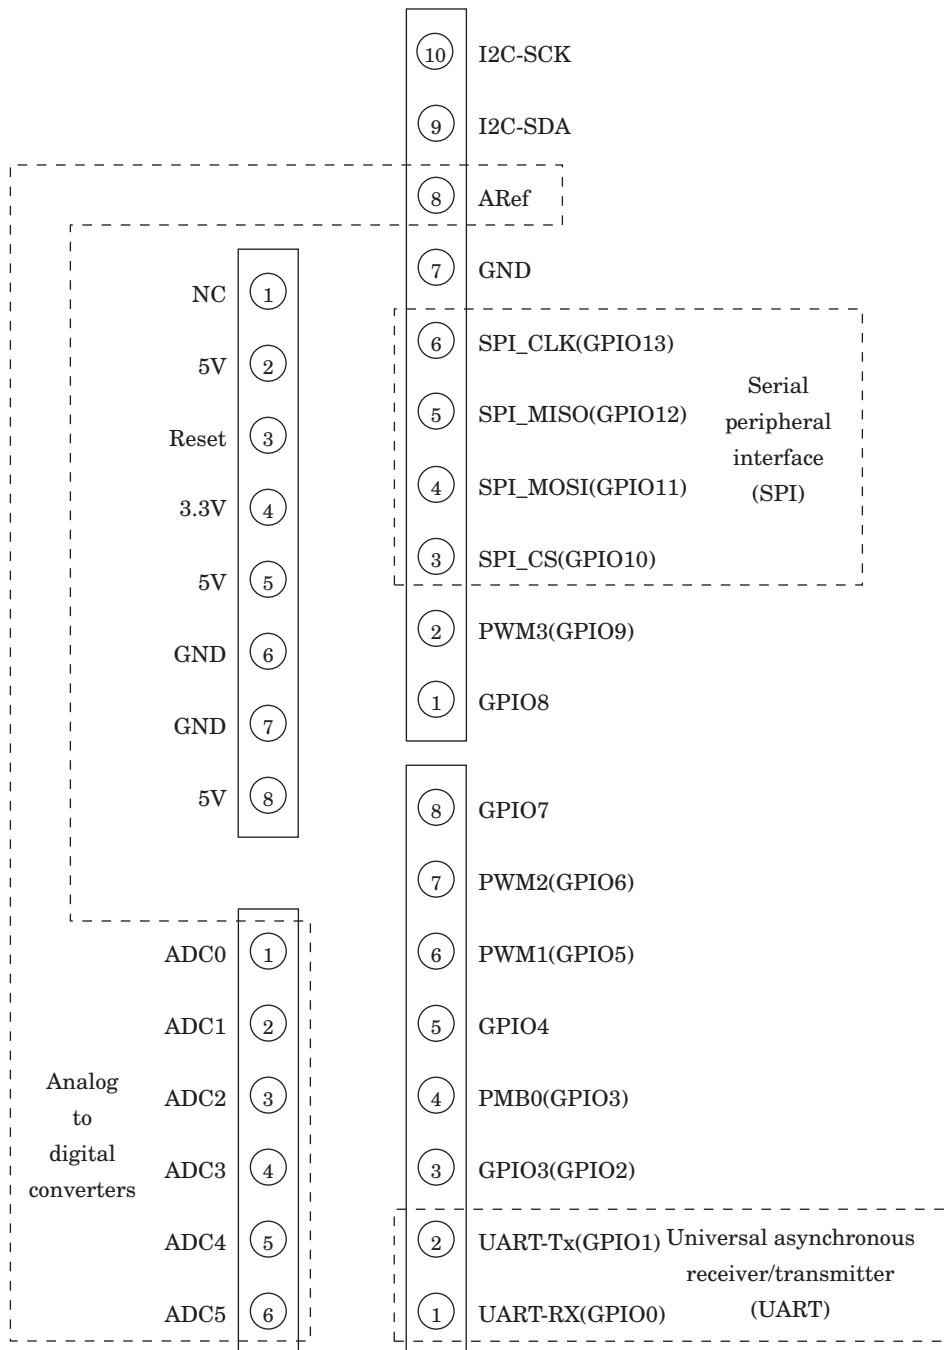 10 I2C-SCK
9 I2C-SDA
8 ARef
7 GND
6 SPI_CLK(GPIO13)
5 SPI_MISO(GPIO12)
4 SPI_MOSI(GPIO11)
3 SPI_CS(GPIO10)
2 PWM3(GPIO9)
1 GPIO8
Serial
peripheral
interface
(SPI)
NC 1
5V 2
Reset 3
3.3V 4
5V 5
GND 6
GND 7
5V 8
8 GPIO7
7 PWM2(GPIO6)
6 PWM1(GPIO5)
5 GPIO4
4 PMB0(GPIO3)
3 GPIO3(GPIO2)
2 UART-Tx(GPIO1)
1 UART-RX(GPIO0)
Universal asynchronous
receiver/transmitter
(UART)
ADC0 1
ADC1 2
ADC2 3
ADC3 4
ADC4 5
ADC5 6
Analog
to
digital
converters